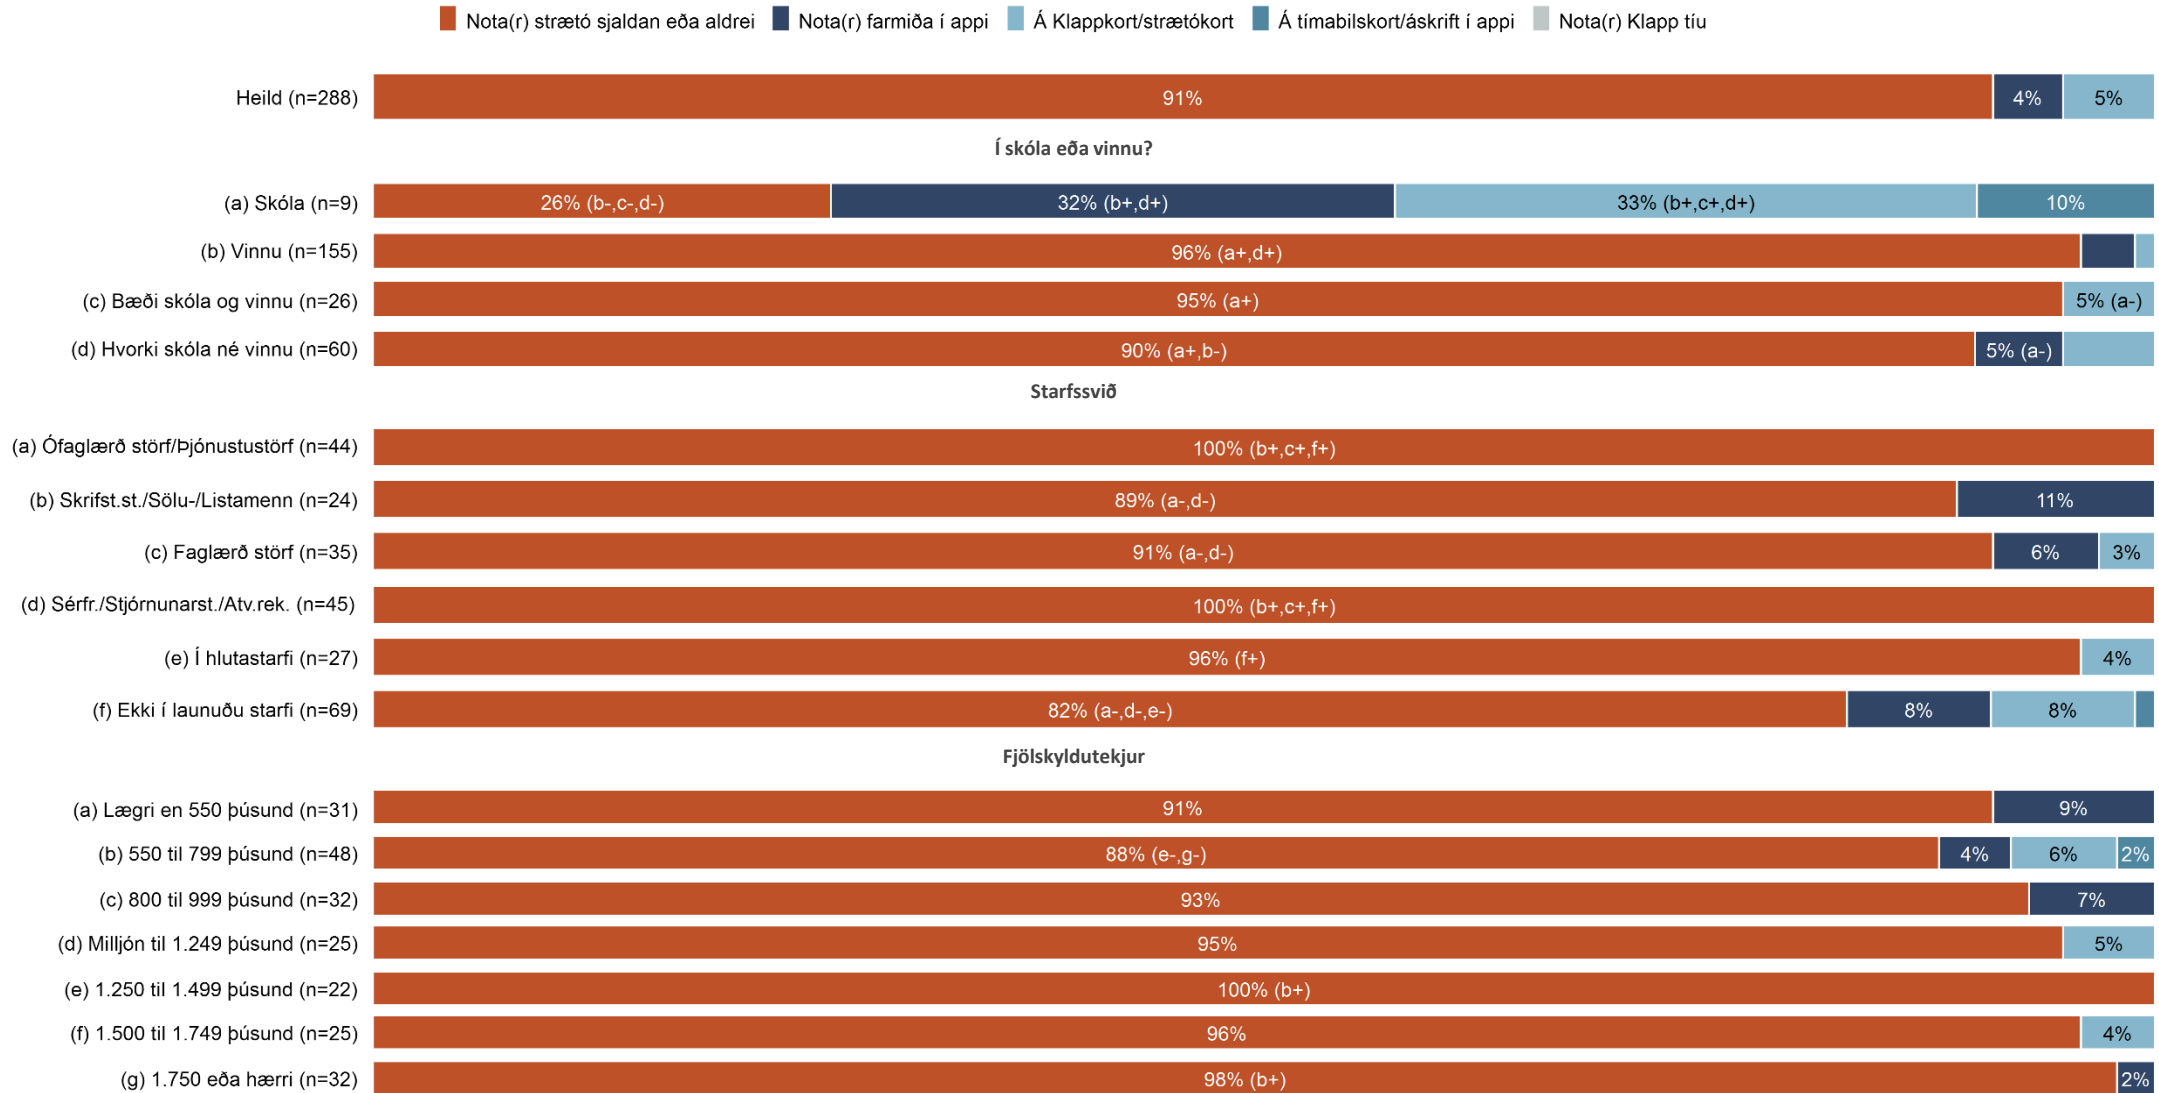 Nota(r) strætó sjaldan eða aldrei Nota(r) farmiða í appi Á Klappkort/strætókort Á tímabilskort/áskrift í appi Nota(r) Klapp tíu
Heild (n=288) 91% 4% 5%
Í skóla eða vinnu?
(a) Skóla (n=9) 26% (b-,c-,d-) 32% (b+,d+) 33% (b+,c+,d+) 10%
(b) Vinnu (n=155) 96% (a+,d+)
(c) Bæði skóla og vinnu (n=26) 95% (a+) 5% (a-)
(d) Hvorki skóla né vinnu (n=60) 90% (a+,b-) 5% (a-)
Starfssvið
(a) Ófaglærð störf/Þjónustustörf (n=44) 100% (b+,c+,f+)
(b) Skrifst.st./Sölu-/Listamenn (n=24) 89% (a-,d-) 11%
(c) Faglærð störf (n=35) 91% (a-,d-) 6% 3%
(d) Sérfr./Stjórnunarst./Atv.rek. (n=45) 100% (b+,c+,f+)
(e) Í hlutastarfi (n=27) 96% (f+) 4%
(f) Ekki í launuðu starfi (n=69) 82% (a-,d-,e-) 8% 8%
Fjölskyldutekjur
(a) Lægri en 550 þúsund (n=31) 91% 9%
(b) 550 til 799 þúsund (n=48) 88% (e-,g-) 4% 6% 2%
(c) 800 til 999 þúsund (n=32) 93% 7%
(d) Milljón til 1.249 þúsund (n=25) 95% 5%
(e) 1.250 til 1.499 þúsund (n=22) 100% (b+)
(f) 1.500 til 1.749 þúsund (n=25) 96% 4%
(g) 1.750 eða hærri (n=32) 98% (b+) 2%